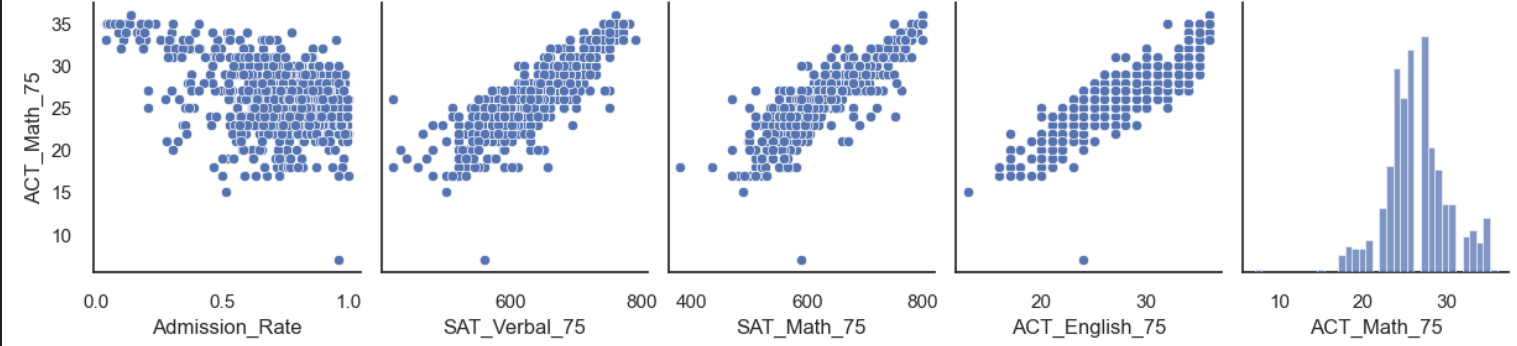 ACT_Math_75
35
30
25
20
15
10
0.0 0.5 1.0 600 800 400 600 800 20 30 10 20 30
Admission_Rate SAT_Verbal_75 SAT_Math_75 ACT_English_75 ACT_Math_75